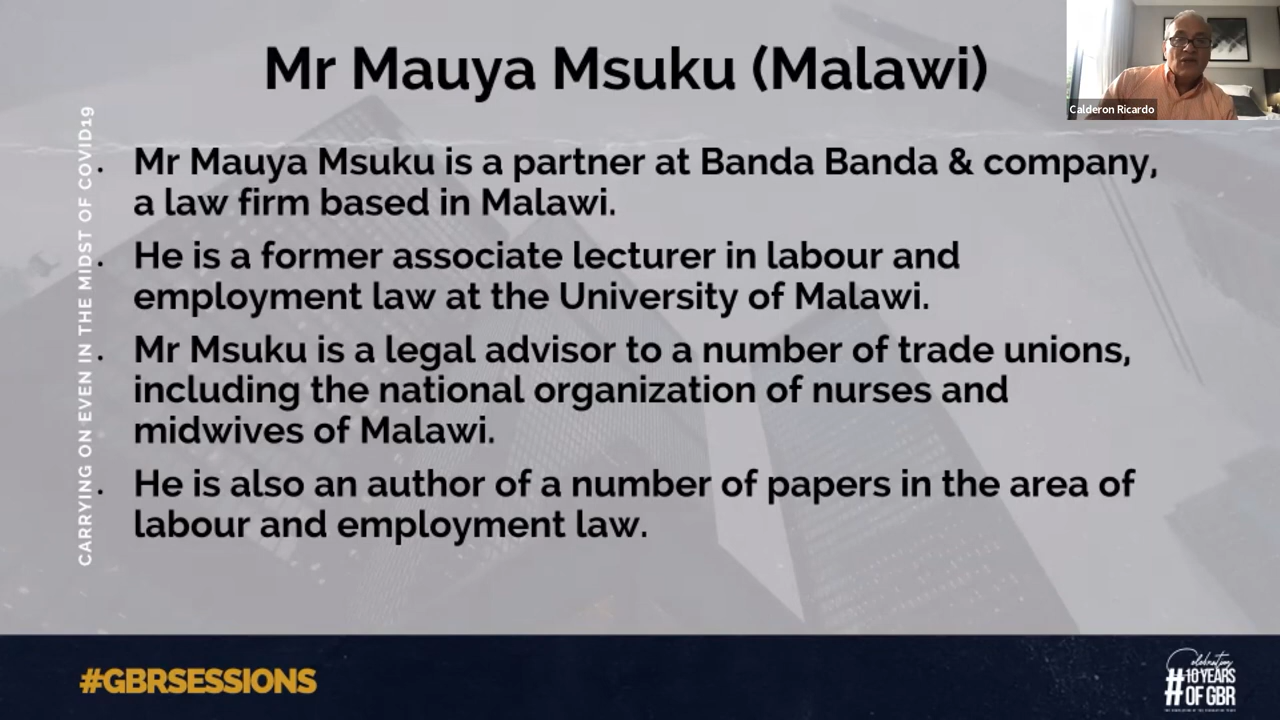 Mr Mauya Msuku (Malawi)
Calderon Ricardo
CARRYING ON EVEN IN THE MIDST OF COVID19
• Mr Mauya Msuku is a partner at Banda Banda & company,
a law firm based in Malawi.
• He is a former associate lecturer in labour and
employment law at the University of Malawi.
• Mr Msuku is a legal advisor to a number of trade unions,
including the national organization of nurses and
midwives of Malawi.
• He is also an author of a number of papers in the area of
labour and employment law.
#GBRSESSIONS
Celebrating
#10 YEARS
OF GBR